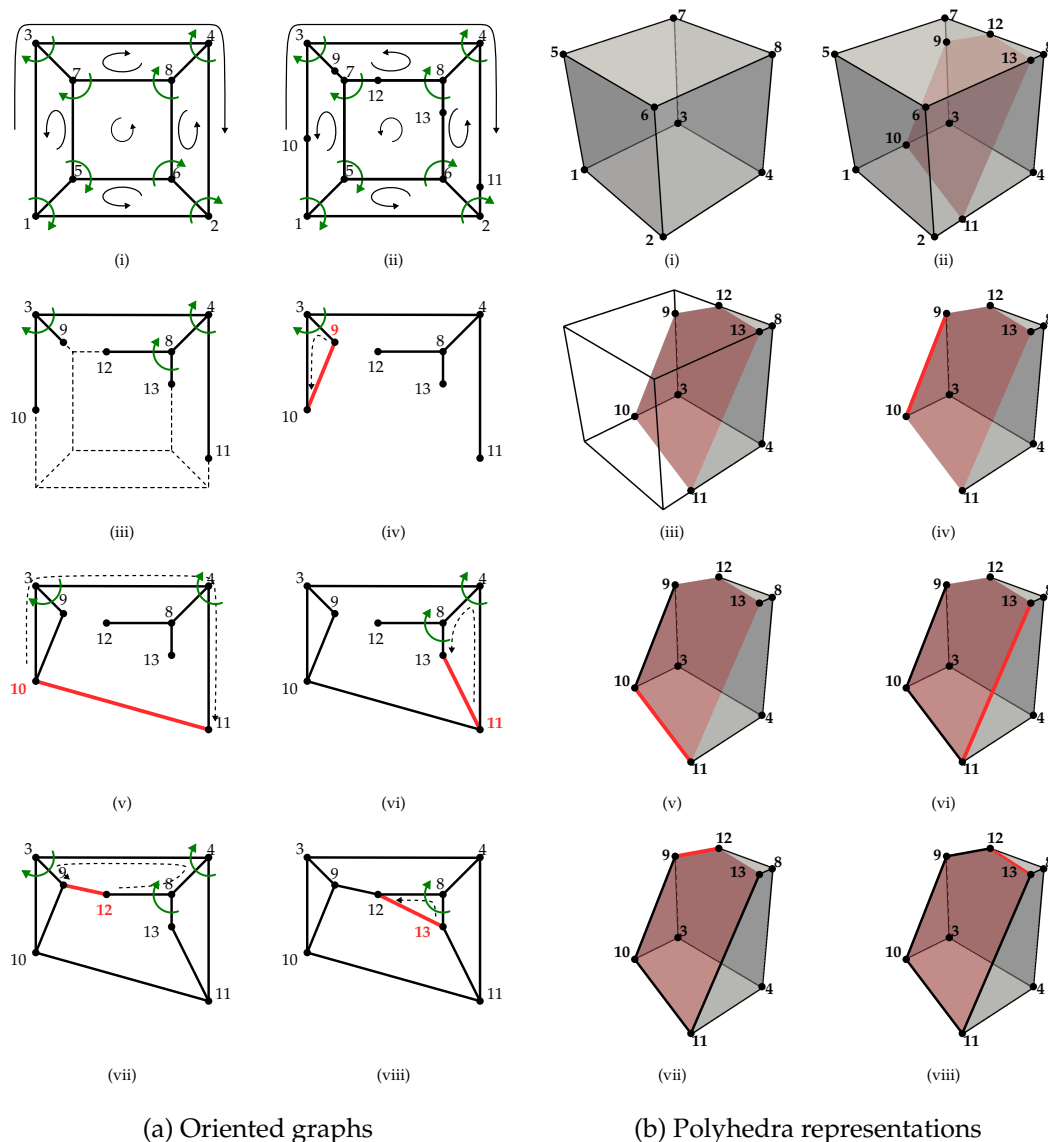 3 4 7 8 5 6 1 2
(i)
3 4 9 7 8 12 13 10 5 6 11 1 2
(ii)
7 5 8 6 3 1 4 2
(i)
7 12 5 9 8 13 6 3 10 1 4 11 2
(ii)
3 4 9 8 12 13 10 11
(iii)
3 4 9 8 12 13 10 11
(iv)
12 9 8 13 3 10 4 11
(iii)
12 9 8 13 3 10 4 11
(iv)
3 4 9 8 12 13 10 11
(v)
3 4 9 8 12 13 10 11
(vi)
12 9 8 13 3 10 4 11
(v)
12 9 8 13 3 10 4 11
(vi)
3 4 9 8 12 13 10 11
(vii)
3 4 9 8 12 13 10 11
(viii)
12 9 8 13 3 10 4 11
(vii)
12 9 8 13 3 10 4 11
(viii)
(a) Oriented graphs
(b) Polyhedra representations